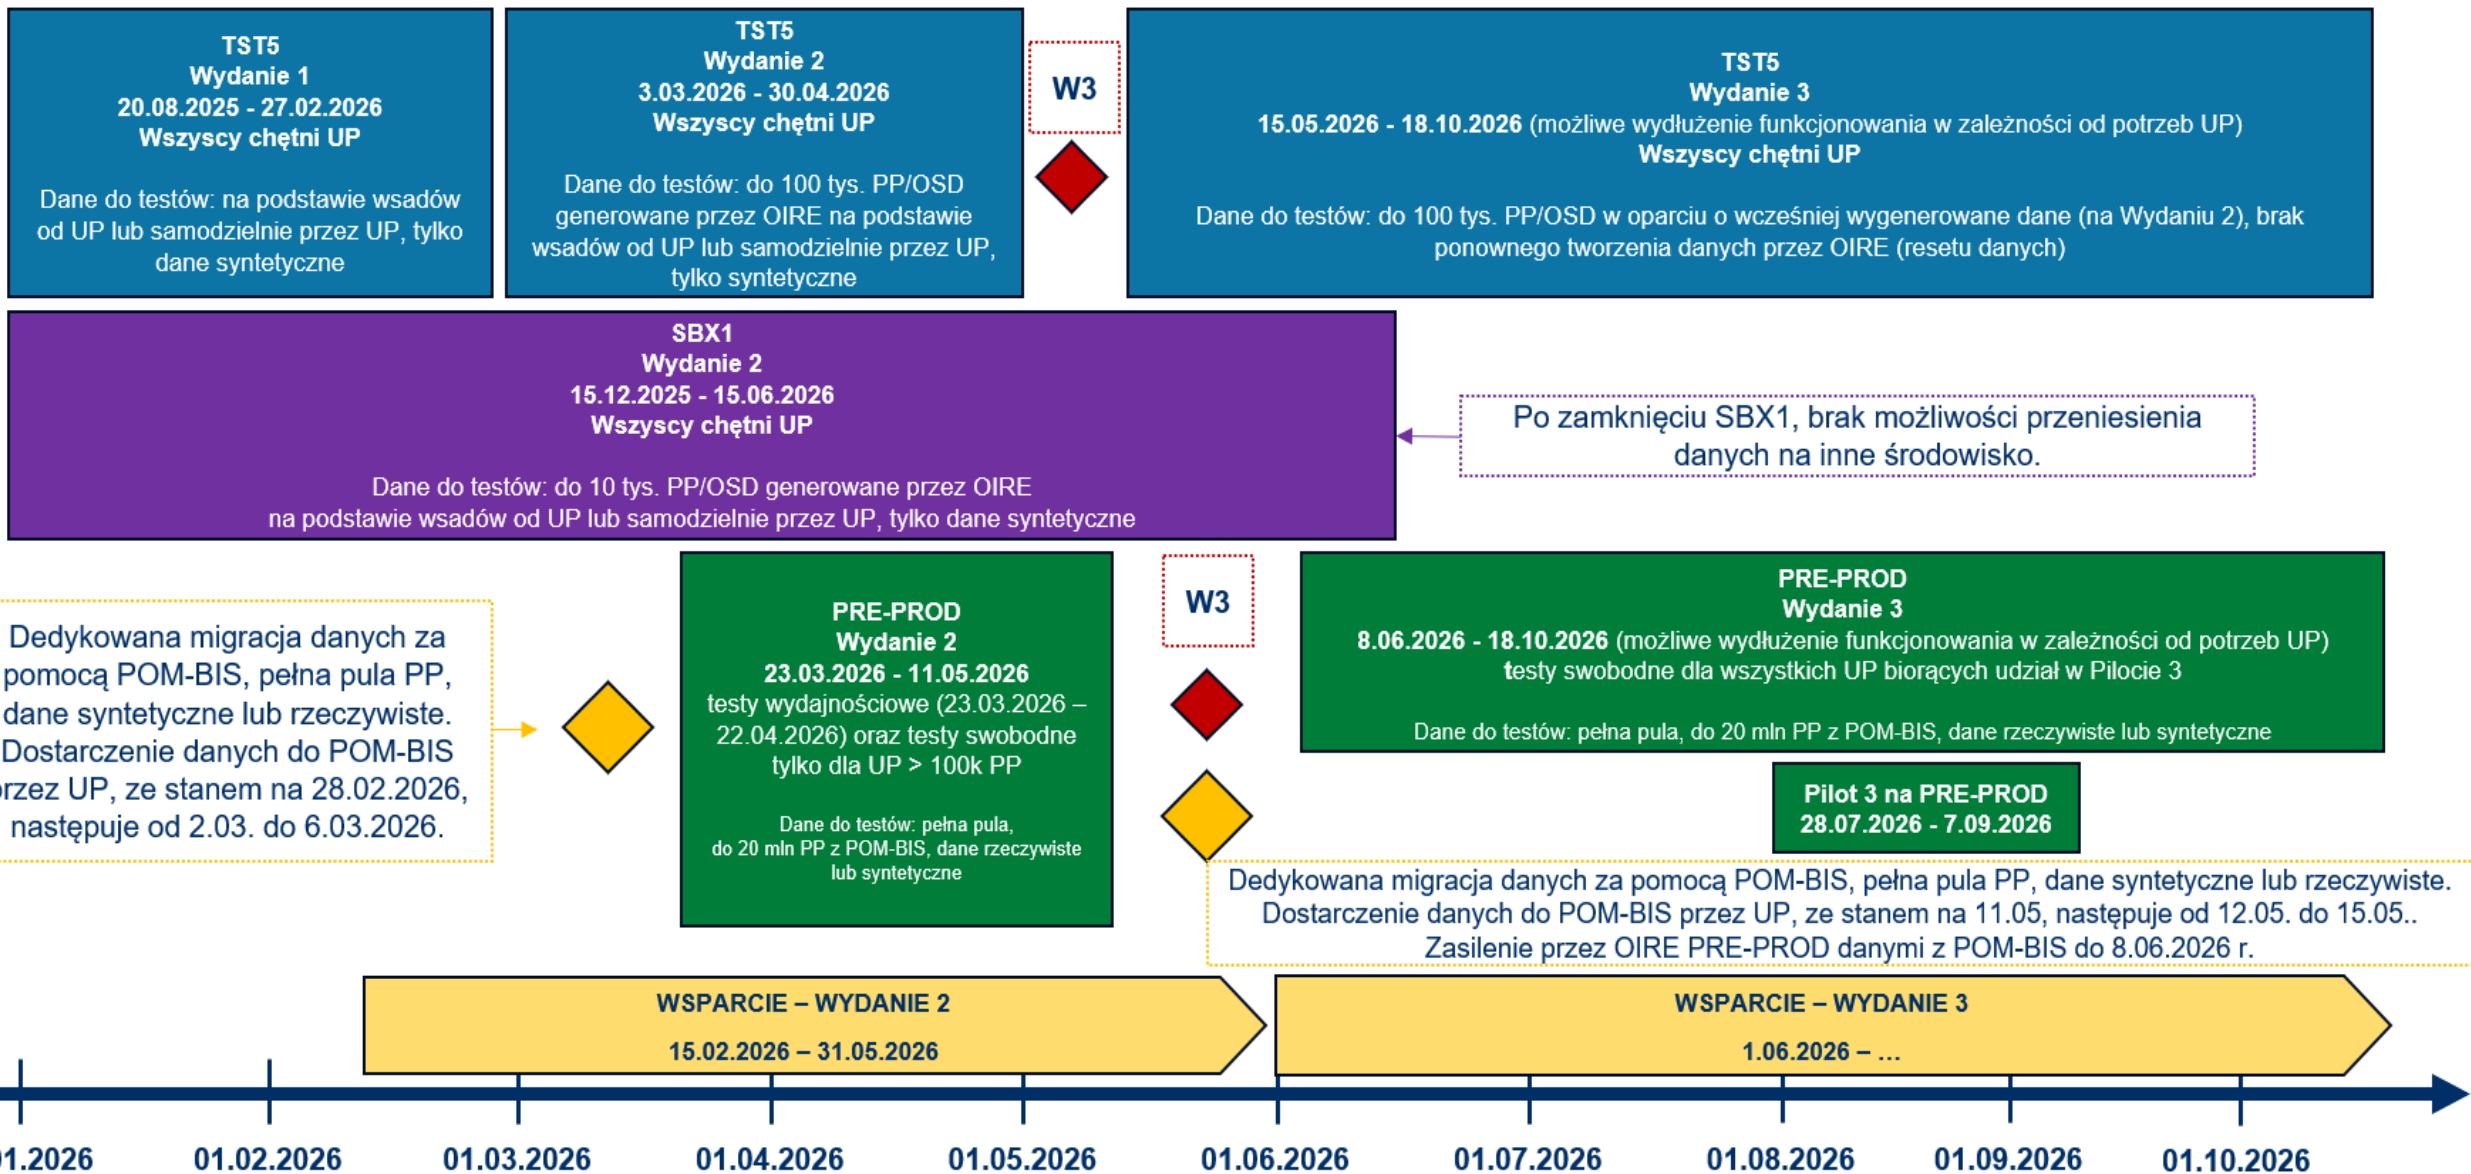 TST5
Wydanie 1
20.08.2025 - 27.02.2026
Wszyscy chętni UP
Dane do testów: na podstawie wsadów
od UP lub samodzielnie przez UP, tylko
dane syntetyczne
TST5
Wydanie 2
3.03.2026 - 30.04.2026
Wszyscy chętni UP
Dane do testów: do 100 tys. PP/OSD
generowane przez OIRE na podstawie
wsadów od UP lub samodzielnie przez UP,
tylko syntetyczne
W3
TST5
Wydanie 3
15.05.2026 - 18.10.2026 (możliwe wydłużenie funkcjonowania w zależności od potrzeb UP)
Wszyscy chętni UP
Dane do testów: do 100 tys. PP/OSD w oparciu o wcześniej wygenerowane dane (na Wydaniu 2), brak
ponownego tworzenia danych przez OIRE (resetu danych)
SBX1
Wydanie 2
15.12.2025 - 15.06.2026
Wszyscy chętni UP
Dane do testów: do 10 tys. PP/OSD generowane przez OIRE
na podstawie wsadów od UP lub samodzielnie przez UP, tylko dane syntetyczne
Po zamknięciu SBX1, brak możliwości przeniesienia
danych na inne środowisko.
Dedykowana migracja danych za
pomocą POM-BIS, pełna pula PP,
dane syntetyczne lub rzeczywiste.
Dostarczenie danych do POM-BIS
przez UP, ze stanem na 28.02.2026,
następuje od 2.03. do 6.03.2026.
PRE-PROD
Wydanie 2
23.03.2026 - 11.05.2026
testy wydajnościowe (23.03.2026 –
22.04.2026) oraz testy swobodne
tylko dla UP > 100k PP
Dane do testów: pełna pula,
do 20 mln PP z POM-BIS, dane rzeczywiste
lub syntetyczne
W3
PRE-PROD
Wydanie 3
8.06.2026 - 18.10.2026 (możliwe wydłużenie funkcjonowania w zależności od potrzeb UP)
testy swobodne dla wszystkich UP biorących udział w Pilocie 3
Dane do testów: pełna pula, do 20 mln PP z POM-BIS, dane rzeczywiste lub syntetyczne
Pilot 3 na PRE-PROD
28.07.2026 - 7.09.2026
Dedykowana migracja danych za pomocą POM-BIS, pełna pula PP, dane syntetyczne lub rzeczywiste.
Dostarczenie danych do POM-BIS przez UP, ze stanem na 11.05, następuje od 12.05. do 15.05..
Zasilenie przez OIRE PRE-PROD danymi z POM-BIS do 8.06.2026 r.
WSPARCIE – WYDANIE 2
15.02.2026 – 31.05.2026
WSPARCIE – WYDANIE 3
1.06.2026 – ...
01.2026
01.02.2026
01.03.2026
01.04.2026
01.05.2026
01.06.2026
01.07.2026
01.08.2026
01.09.2026
01.10.2026